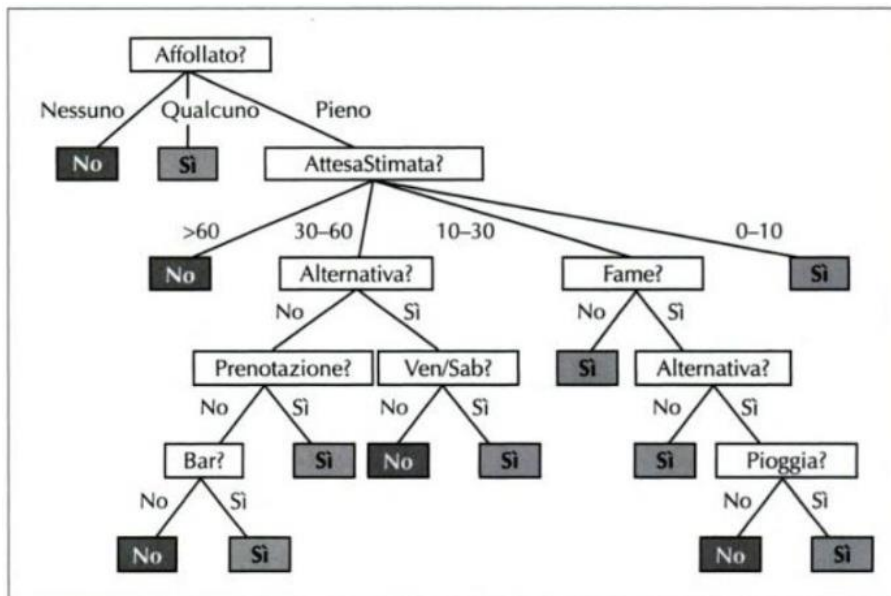 Affollato?
Nessuno Qualcuno Pieno
No Sì AttesaStimata?
>60 30–60 10–30 0–10
No Alternativa? Fame? Sì
No Sì No Sì
Prenotazione? Ven/Sab? Sì Alternativa?
No Sì No Sì No Sì
Bar? Sì No Sì Sì Pioggia?
No Sì No Sì
No Sì No Sì